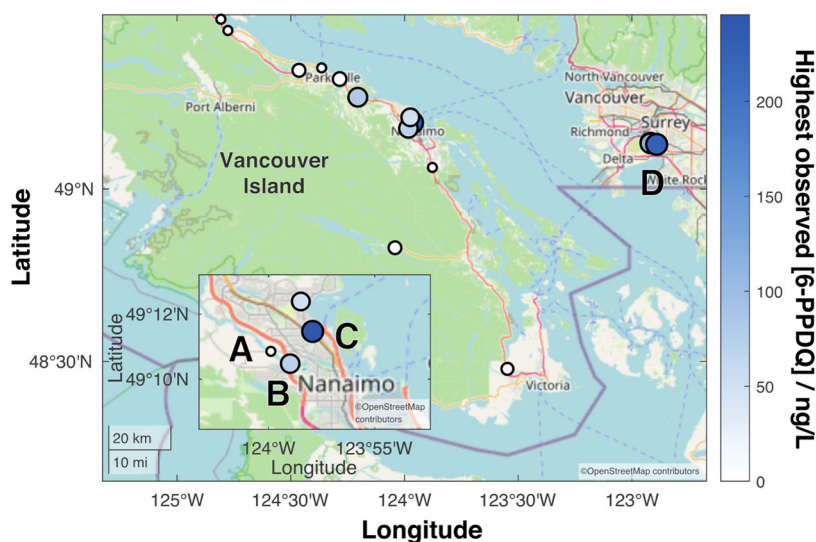 North Vancouver
Vancouver
Surrey
Richmond
Delta
White Rock
D
Port Alberni
Vancouver
Island
49°N
48°30'N
Latitude
A
B
C
Nanaimo
49°12'N
49°10'N
Latitude
124°W
123°55'W
Longitude
©OpenStreetMap
contributors
Victoria
20 km
10 mi
©OpenStreetMap contributors
125°W
124°30'W
124°W
123°30'W
123°W
Longitude
200
150
100
50
0
Highest observed [6-PPDQ] / ng/L